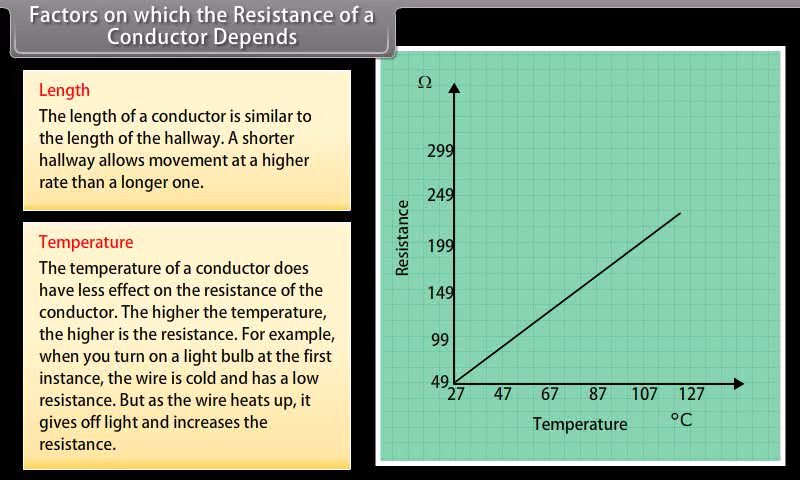 Factors on which the Resistance of a
Conductor Depends
Length
The length of a conductor is similar to
the length of the hallway. A shorter
hallway allows movement at a higher
rate than a longer one.
Temperature
The temperature of a conductor does
have less effect on the resistance of the
conductor. The higher the temperature,
the higher is the resistance. For example,
when you turn on a light bulb at the first
instance, the wire is cold and has a low
resistance. But as the wire heats up, it
gives off light and increases the
resistance.
Ω
299
249
199
149
99
49
Resistance
27 47 67 87 107 127
Temperature °C